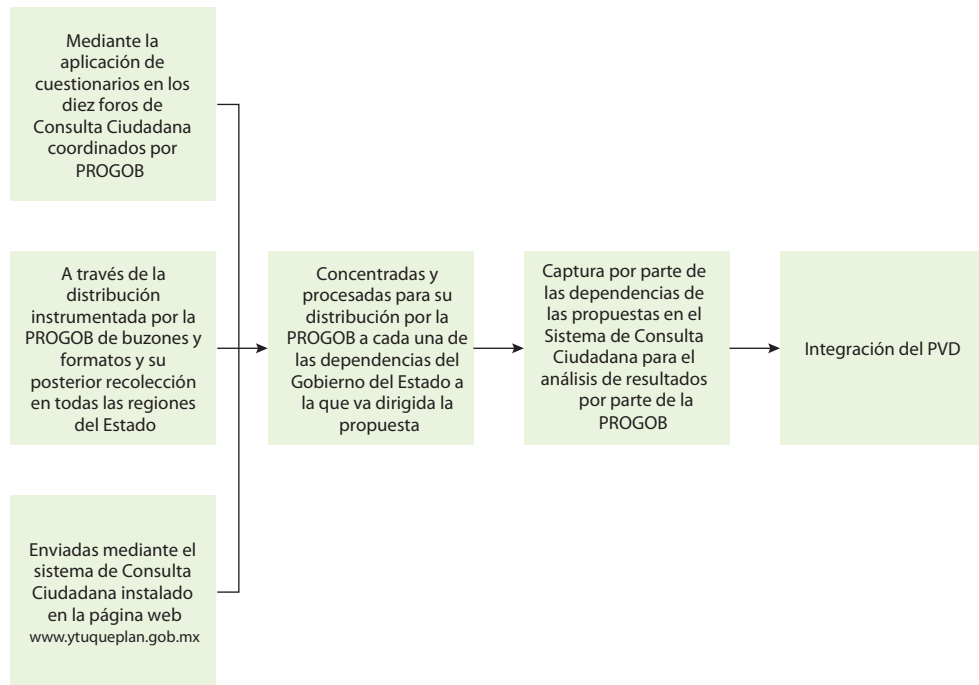 Mediante la
aplicación de
cuestionarios en los
diez foros de
Consulta Ciudadana
coordinados por
PROGOB
A través de la
distribución
instrumentada por la
PROGOB de buzones y
formatos y su
posterior recolección
en todas las regiones
del Estado
Enviadas mediante el
sistema de Consulta
Ciudadana instalado
en la página web
www.ytuqueplan.gob.mx
Concentradas y
procesadas para su
distribución por la
PROGOB a cada una de
las dependencias del
Gobierno del Estado a
la que va dirigida la
propuesta
Captura por parte de
las dependencias de
las propuestas en el
Sistema de Consulta
Ciudadana para el
análisis de resultados
por parte de la
PROGOB
Integración del PVD